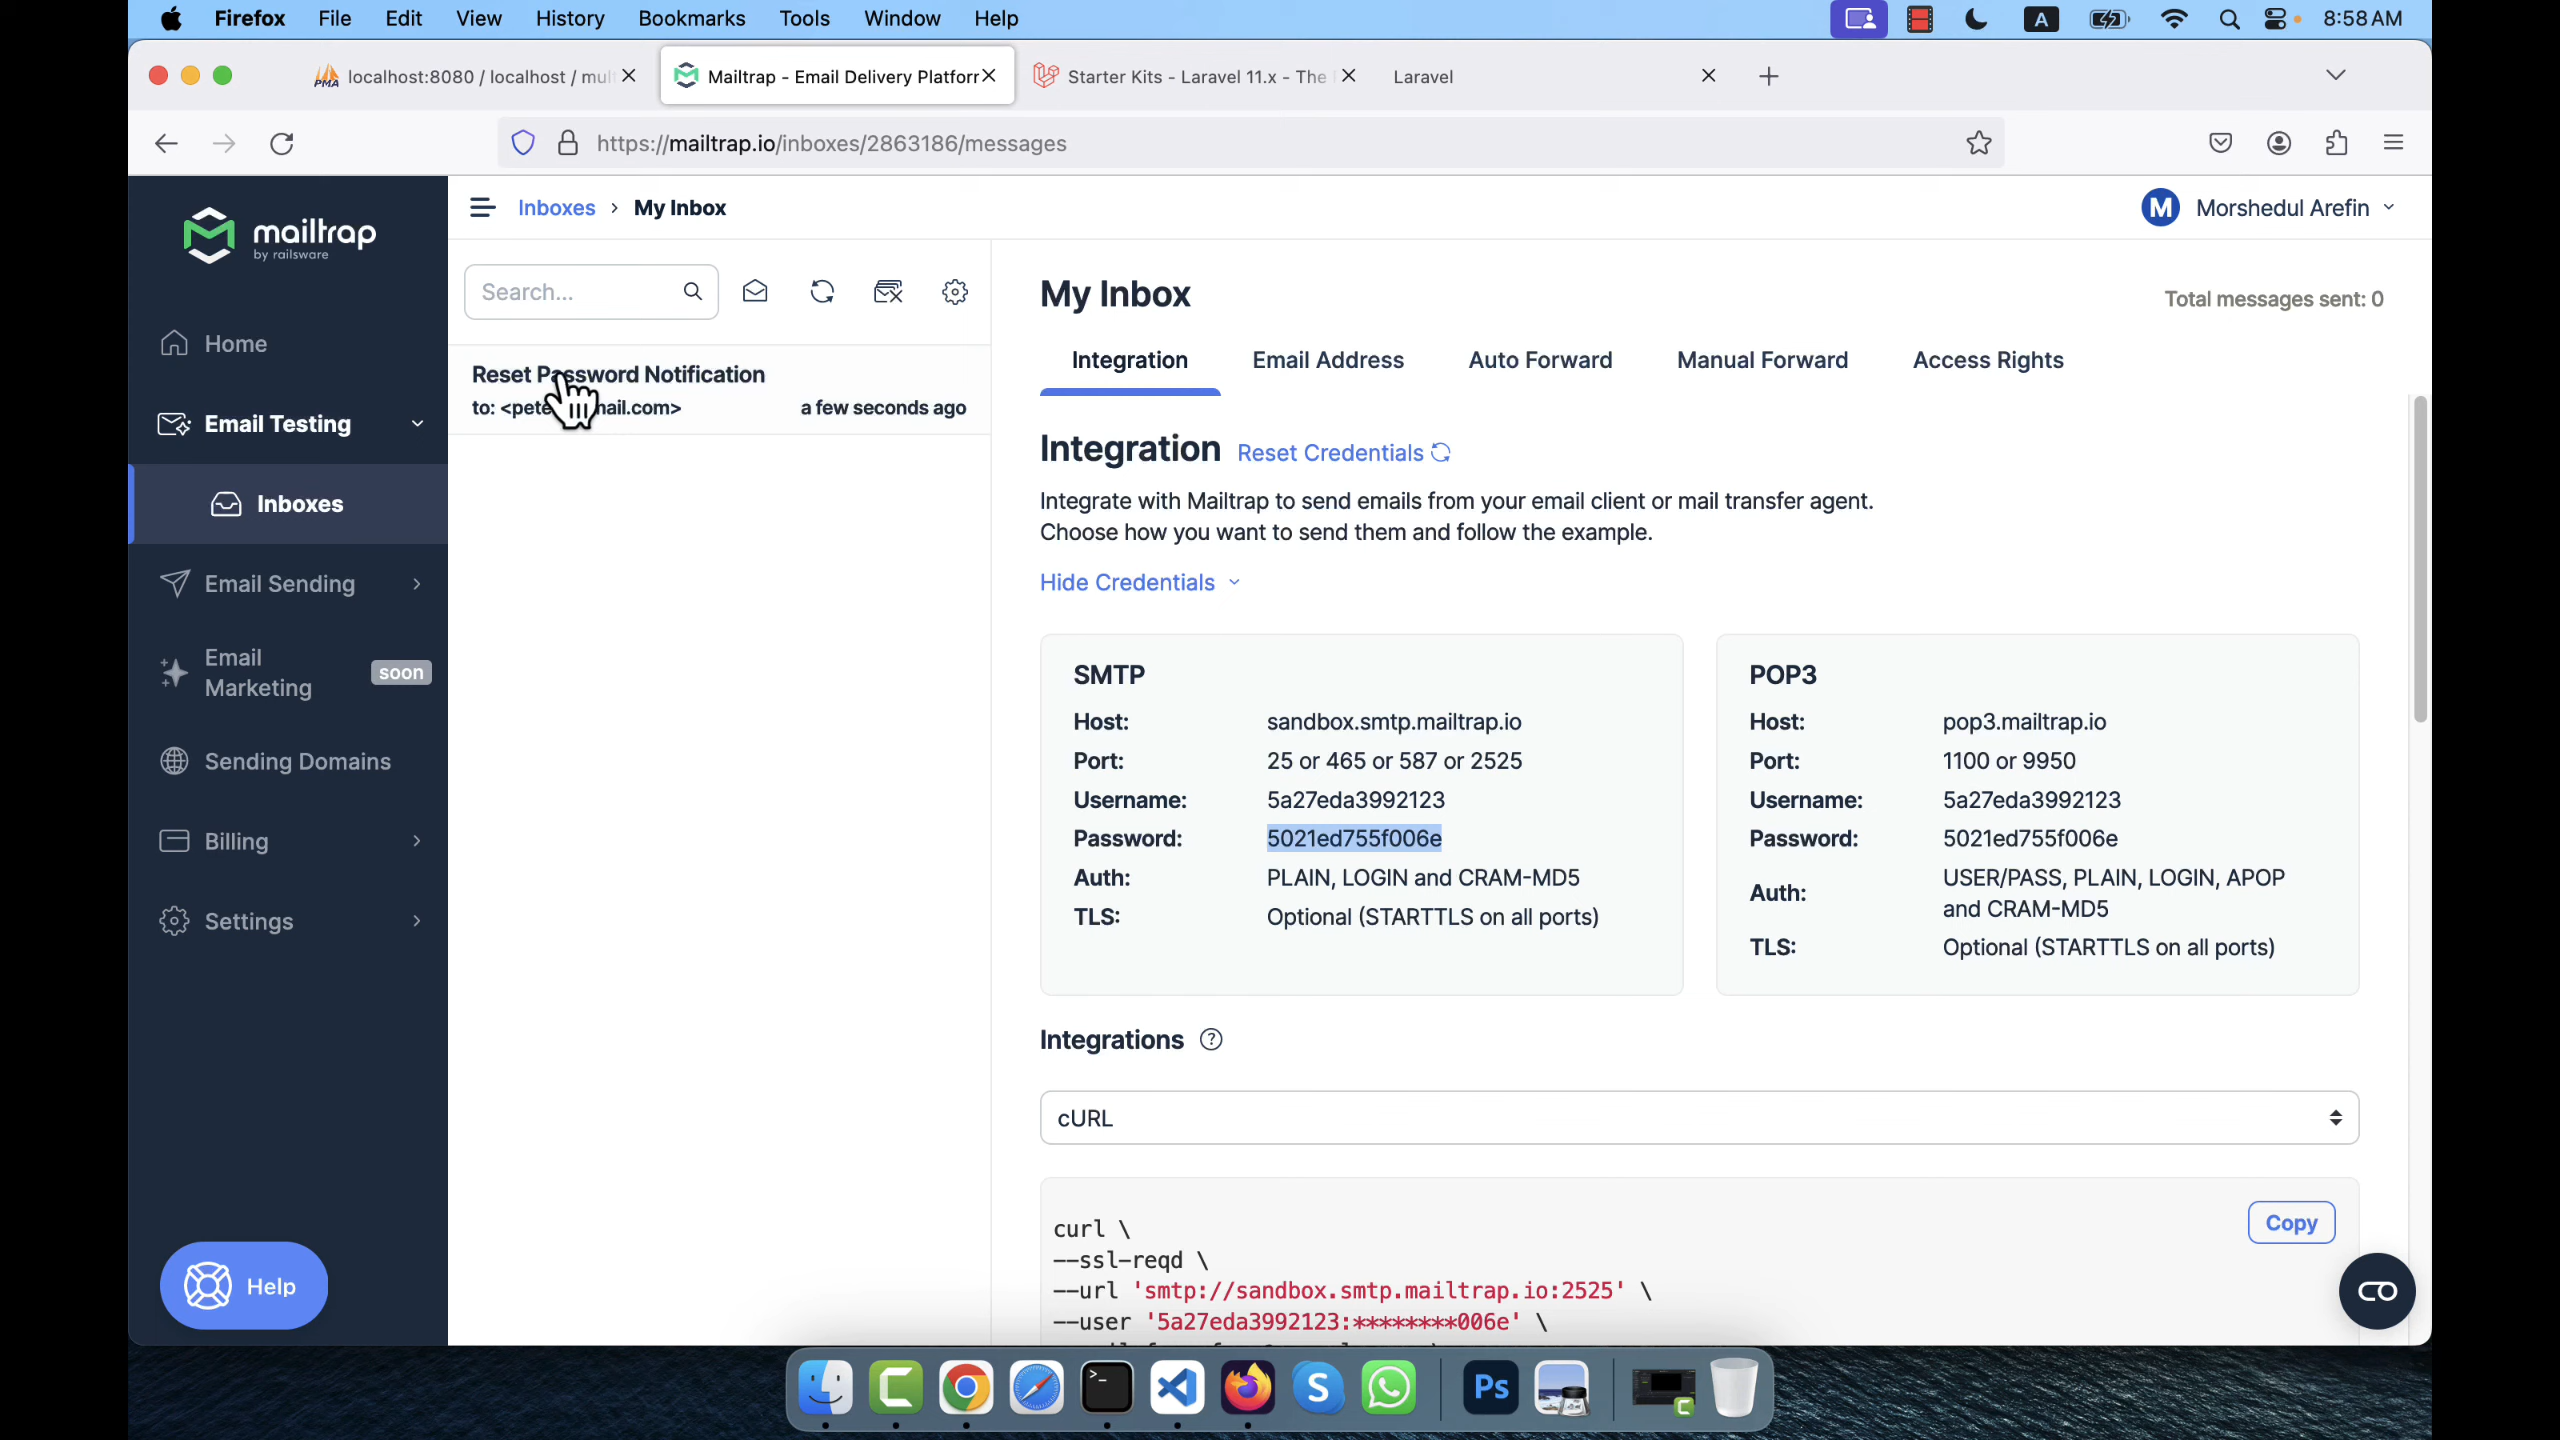 Firefox File Edit View History Bookmarks Tools Window Help A 8:58 AM
PMA localhost:8080 / localhost / mul Mailtrap - Email Delivery Platforr Starter Kits - Laravel 11.x - The Laravel
https://mailtrap.io/inboxes/2863186/messages
mailtrap
by railsware
Home
Email Testing
Inboxes
Email Sending
Email
Marketing
soon
Sending Domains
Billing
Settings
Help
Inboxes > My Inbox
M Morshedul Arefin
Search...
Reset Password Notification
to: <pete mail.com> a few seconds ago
My Inbox
Total messages sent: 0
Integration Email Address Auto Forward Manual Forward Access Rights
Integration Reset Credentials
Integrate with Mailtrap to send emails from your email client or mail transfer agent.
Choose how you want to send them and follow the example.
Hide Credentials
SMTP
Host: sandbox.smtp.mailtrap.io
Port: 25 or 465 or 587 or 2525
Username: 5a27eda3992123
Password: 5021ed755f006e
Auth: PLAIN, LOGIN and CRAM-MD5
TLS: Optional (STARTTLS on all ports)
POP3
Host: pop3.mailtrap.io
Port: 1100 or 9950
Username: 5a27eda3992123
Password: 5021ed755f006e
Auth: USER/PASS, PLAIN, LOGIN, APOP
and CRAM-MD5
TLS: Optional (STARTTLS on all ports)
Integrations ?
cURL
Copy
curl \
--ssl-reqd \
--url 'smtp://sandbox.smtp.mailtrap.io:2525' \
--user '5a27eda3992123:********006e' \
Ps